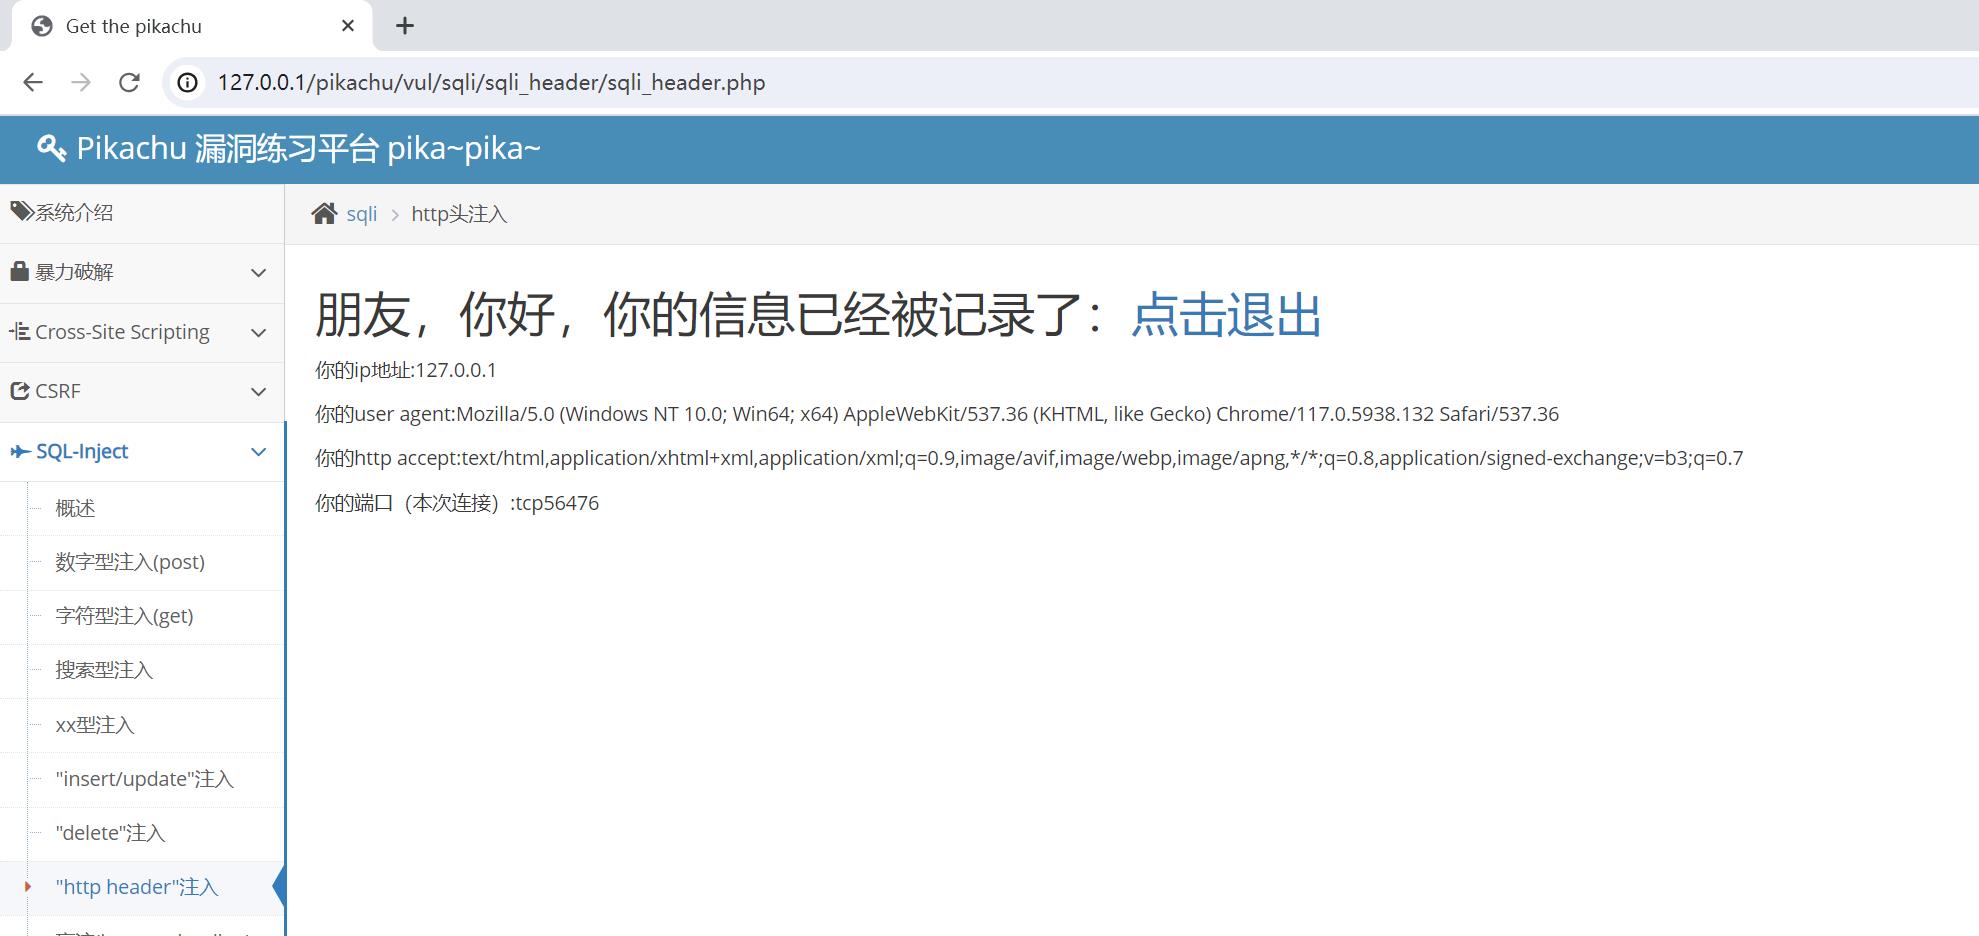 Get the pikachu
127.0.0.1/pikachu/vul/sqli/sqli_header/sqli_header.php
Pikachu 漏洞练习平台 pika~pika~
系统介绍
暴力破解
Cross-Site Scripting
CSRF
SQL-Inject
概述
数字型注入(post)
字符型注入(get)
搜索型注入
xx型注入
"insert/update"注入
"delete"注入
"http header"注入
sqli > http头注入
朋友，你好，你的信息已经被记录了：点击退出
你的ip地址:127.0.0.1
你的user agent:Mozilla/5.0 (Windows NT 10.0; Win64; x64) AppleWebKit/537.36 (KHTML, like Gecko) Chrome/117.0.5938.132 Safari/537.36
你的http accept:text/html,application/xhtml+xml,application/xml;q=0.9,image/avif,image/webp,image/apng,*/*;q=0.8,application/signed-exchange;v=b3;q=0.7
你的端口（本次连接）:tcp56476